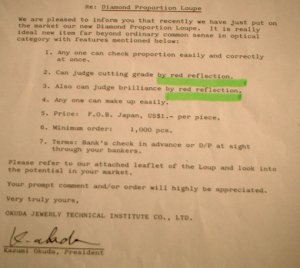 Re: Diamond Proportion Loupe
We are pleased to inform you that recently we have just put on
the market our new Diamond Proportion Loupe. It is really
ideal new item far beyond ordinary common sense in optical
category with features mentioned below:
1. Any one can check proportion easily and correctly
at once.
2. Can judge cutting grade by red reflection.
3. Also can judge brilliance by red reflection.
4. Any one can make up easily.
5. Price: F.O.B. Japan, US$1.- per piece.
6. Minimum order: 1,000 pcs.
7. Terms: Bank's check in advance or D/P at sight
through your bankers.
Please refer to our attached leaflet of the Loup and look into
the potential in your market.
Your prompt comment and/or order will highly be appreciated.
Very truly yours,
OKUDA JEWERLY TECHNICAL INSTITUTE CO., LTD.
K. Okuda
Kazumi Okuda, President